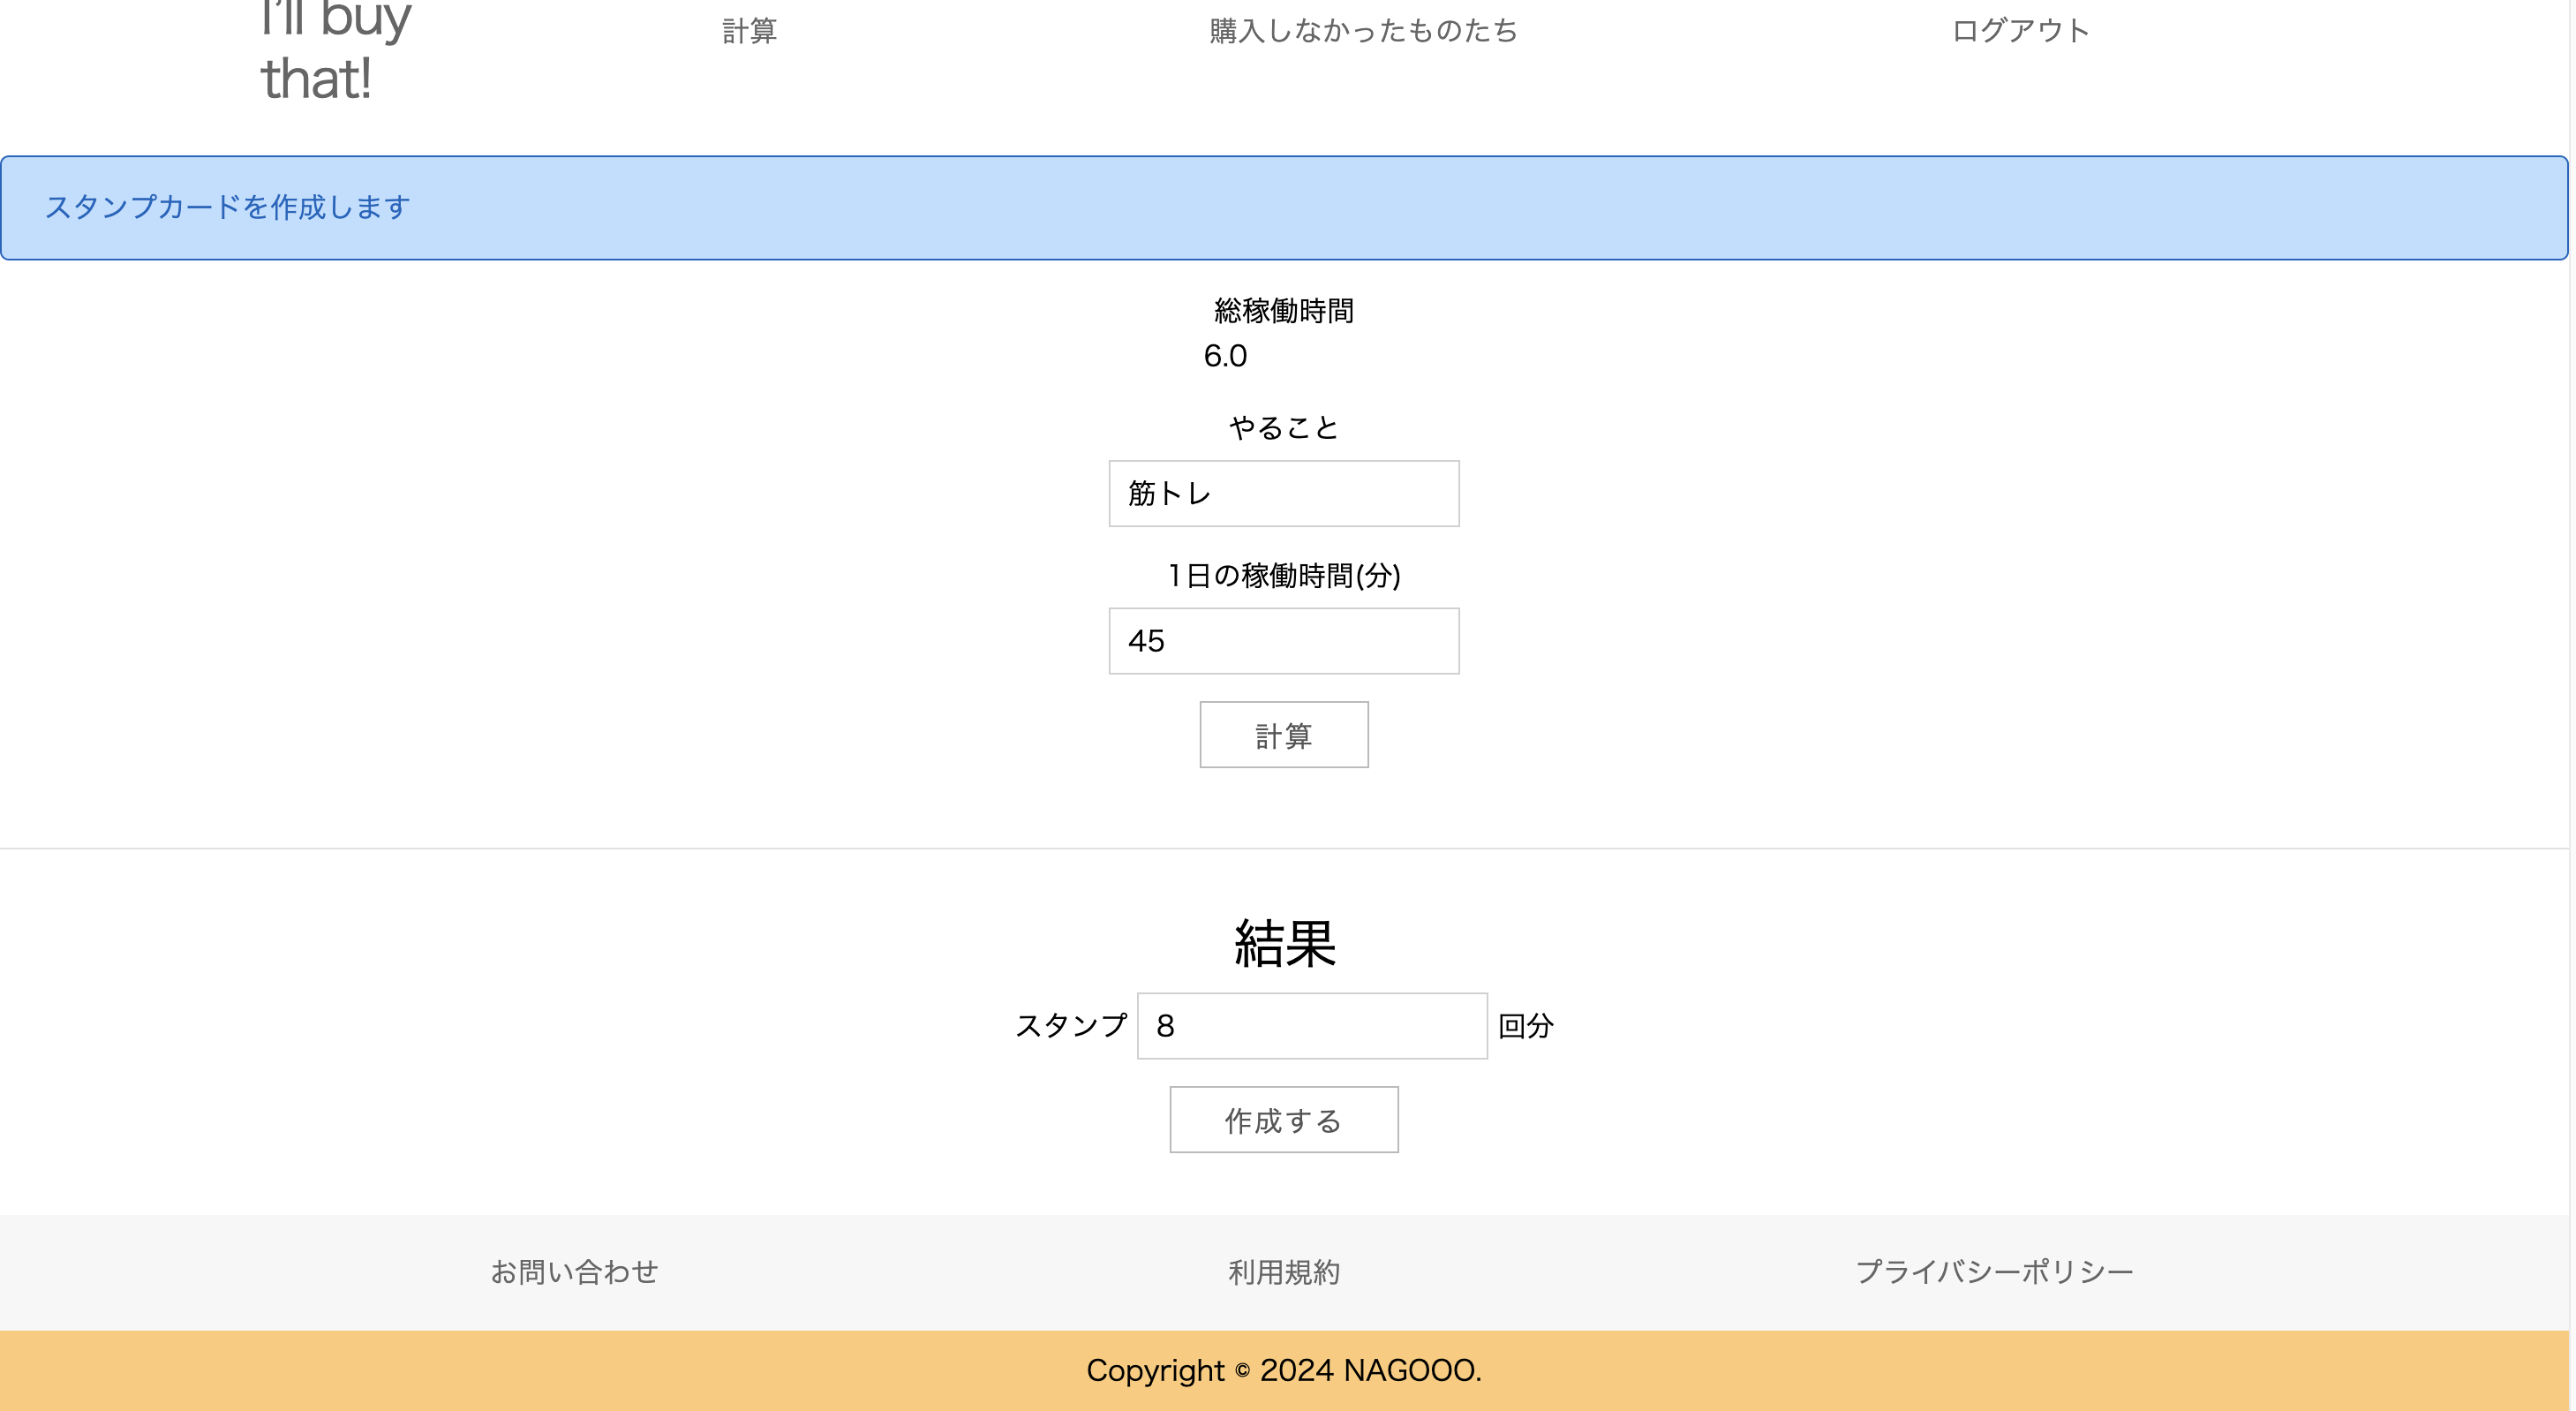 I'll buy
that!
計算
購入しなかったものたち
ログアウト
スタンプカードを作成します
総稼働時間
6.0
やること
筋トレ
1日の稼働時間(分)
45
計算
結果
スタンプ 8 回分
作成する
お問い合わせ
利用規約
プライバシーポリシー
Copyright © 2024 NAGOOO.